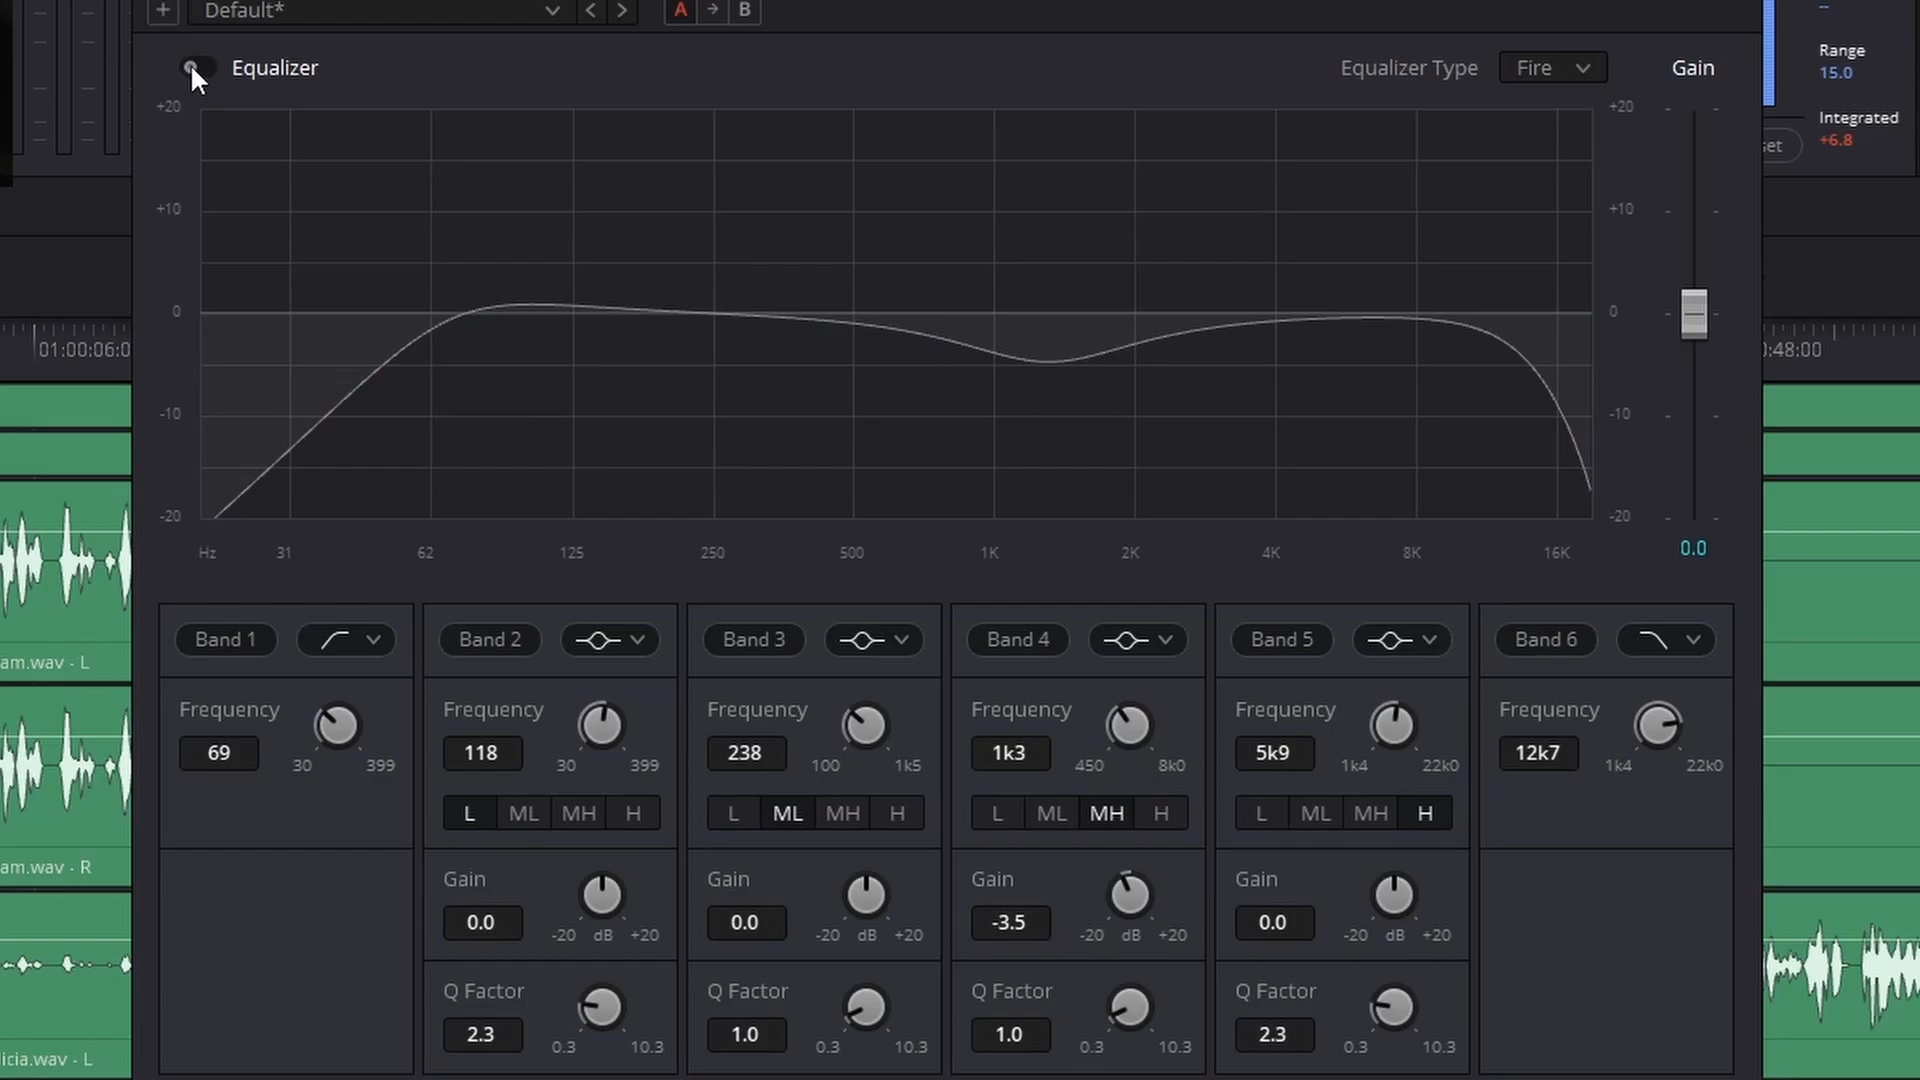 + Default* A B
Equalizer
Equalizer Type Fire Gain
Range
15.0
Integrated
+6.8
set
+20 +20
+10 +10
0 0
-10 -10
-20 -20
Hz 31 62 125 250 500 1K 2K 4K 8K 16K
0.0
01:00:06:0
0:48:00
am.wav - L
am.wav - R
icia.wav - L
Band 1
Frequency
69
30 399
Band 2
Frequency
118
30 399
L ML MH H
Gain
0.0
-20 dB +20
Q Factor
2.3
0.3 10.3
Band 3
Frequency
238
100 1k5
L ML MH H
Gain
0.0
-20 dB +20
Q Factor
1.0
0.3 10.3
Band 4
Frequency
1k3
450 8k0
L ML MH H
Gain
-3.5
-20 dB +20
Q Factor
1.0
0.3 10.3
Band 5
Frequency
5k9
1k4 22k0
L ML MH H
Gain
0.0
-20 dB +20
Q Factor
2.3
0.3 10.3
Band 6
Frequency
12k7
1k4 22k0